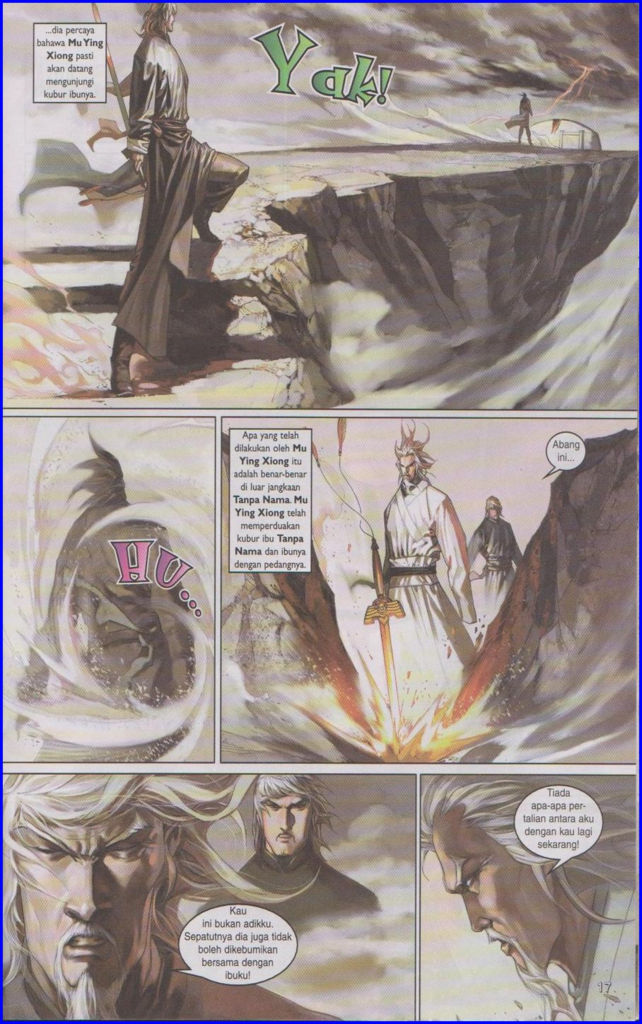 ...dia percaya
bahawa Mu Ying
Xiong pasti
akan datang
mengunjungi
kubur ibunya.
Yak!
HU...
Apa yang telah
dilakukan oleh Mu
Ying Xiong itu
adalah benar-benar
di luar jangkaan
Tanpa Nama. Mu
Ying Xiong telah
memperduakan
kubur ibu Tanpa
Nama dan ibunya
dengan pedangnya.
Abang
ini...
Kau
ini bukan adikku.
Sepatutnya dia juga tidak
boleh dikebumikan
bersama dengan
ibuku!
Tiada
apa-apa per-
talian antara aku
dengan kau lagi
sekarang!
97